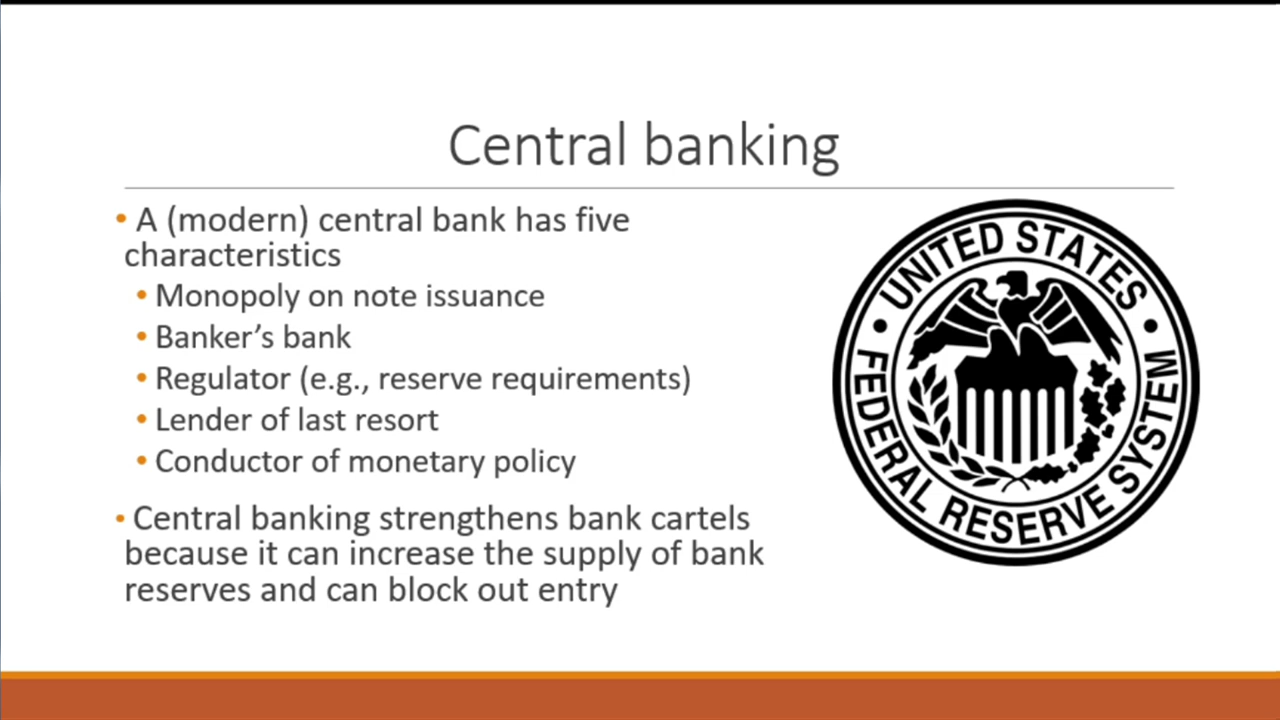 Central banking
• A (modern) central bank has five
characteristics
• Monopoly on note issuance
• Banker’s bank
• Regulator (e.g., reserve requirements)
• Lender of last resort
• Conductor of monetary policy
• Central banking strengthens bank cartels
because it can increase the supply of bank
reserves and can block out entry
• UNITED STATES •
FEDERAL RESERVE SYSTEM